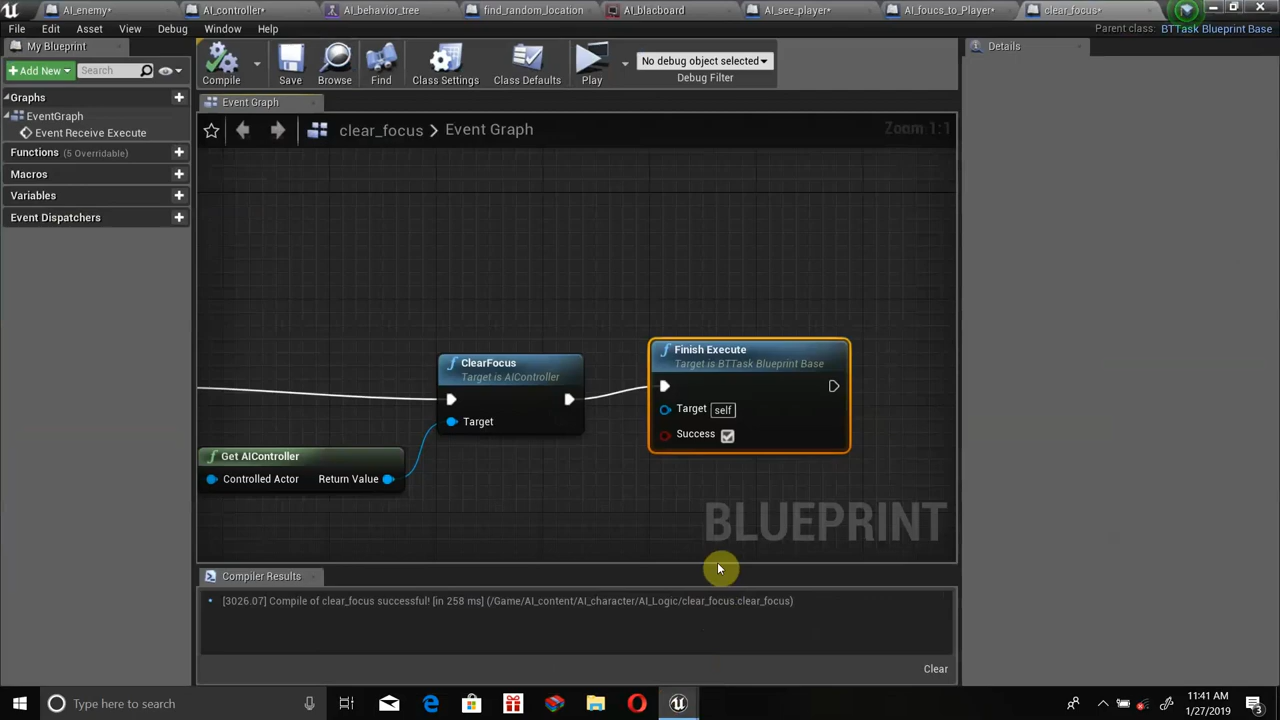 AI_enemy*
AI_controller*
AI_behavior_tree
find_random_location
AI_blacboard
AI_see_player*
AI_foucs_to_Player*
clear_focus*
File Edit Asset View Debug Window Help
Parent class: BTTask Blueprint Base
My Blueprint
Add New
Search
Compile
Save
Browse
Find
Class Settings
Class Defaults
Play
No debug object selected
Debug Filter
Details
Graphs
EventGraph
Event Receive Execute
Functions (5 Overridable)
Macros
Variables
Event Dispatchers
Event Graph
clear_focus > Event Graph
Zoom 1:1
ClearFocus
Target is AIController
Target
Finish Execute
Target is BTTask Blueprint Base
Target self
Success
Get AIController
Controlled Actor Return Value
BLUEPRINT
Compiler Results
[3026.07] Compile of clear_focus successful! [in 258 ms] (/Game/AI_content/AI_character/AI_Logic/clear_focus.clear_focus)
Clear
Type here to search
11:41 AM
1/27/2019
3